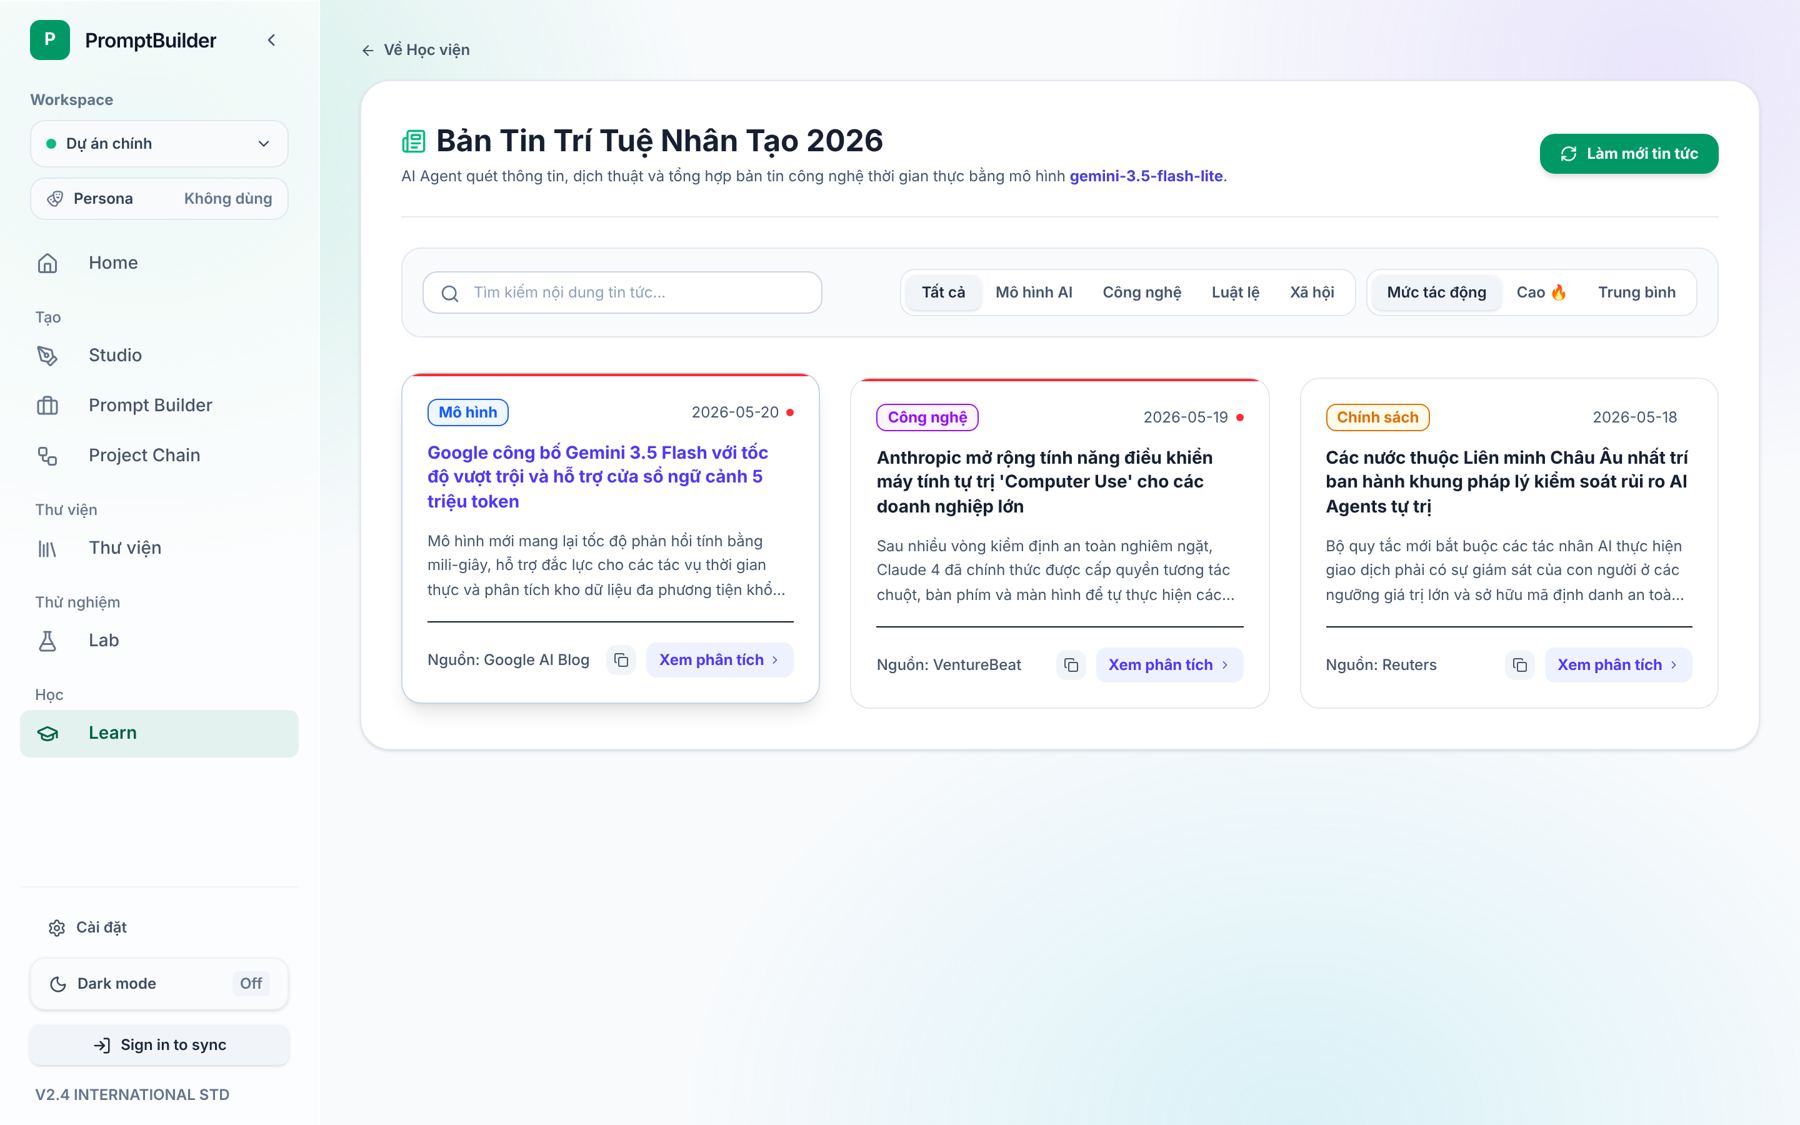 P PromptBuilder
Workspace
Dự án chính
Persona Không dùng
Home
Tạo
Studio
Prompt Builder
Project Chain
Thư viện
Thư viện
Thử nghiệm
Lab
Học
Learn
Cài đặt
Dark mode Off
Sign in to sync
V2.4 INTERNATIONAL STD
Về Học viện
Bản Tin Trí Tuệ Nhân Tạo 2026
AI Agent quét thông tin, dịch thuật và tổng hợp bản tin công nghệ thời gian thực bằng mô hình gemini-3.5-flash-lite.
Làm mới tin tức
Tìm kiếm nội dung tin tức...
Tất cả Mô hình AI Công nghệ Luật lệ Xã hội
Mức tác động Cao 🔥 Trung bình
Mô hình 2026-05-20
Google công bố Gemini 3.5 Flash với tốc
độ vượt trội và hỗ trợ cửa sổ ngữ cảnh 5
triệu token
Mô hình mới mang lại tốc độ phản hồi tính bằng
mili-giây, hỗ trợ đắc lực cho các tác vụ thời gian
thực và phân tích kho dữ liệu đa phương tiện khổ...
Nguồn: Google AI Blog Xem phân tích
Công nghệ 2026-05-19
Anthropic mở rộng tính năng điều khiển
máy tính tự trị 'Computer Use' cho các
doanh nghiệp lớn
Sau nhiều vòng kiểm định an toàn nghiêm ngặt,
Claude 4 đã chính thức được cấp quyền tương tác
chuột, bàn phím và màn hình để tự thực hiện các...
Nguồn: VentureBeat Xem phân tích
Chính sách 2026-05-18
Các nước thuộc Liên minh Châu Âu nhất trí
ban hành khung pháp lý kiểm soát rủi ro AI
Agents tự trị
Bộ quy tắc mới bắt buộc các tác nhân AI thực hiện
giao dịch phải có sự giám sát của con người ở các
ngưỡng giá trị lớn và sở hữu mã định danh an toà...
Nguồn: Reuters Xem phân tích